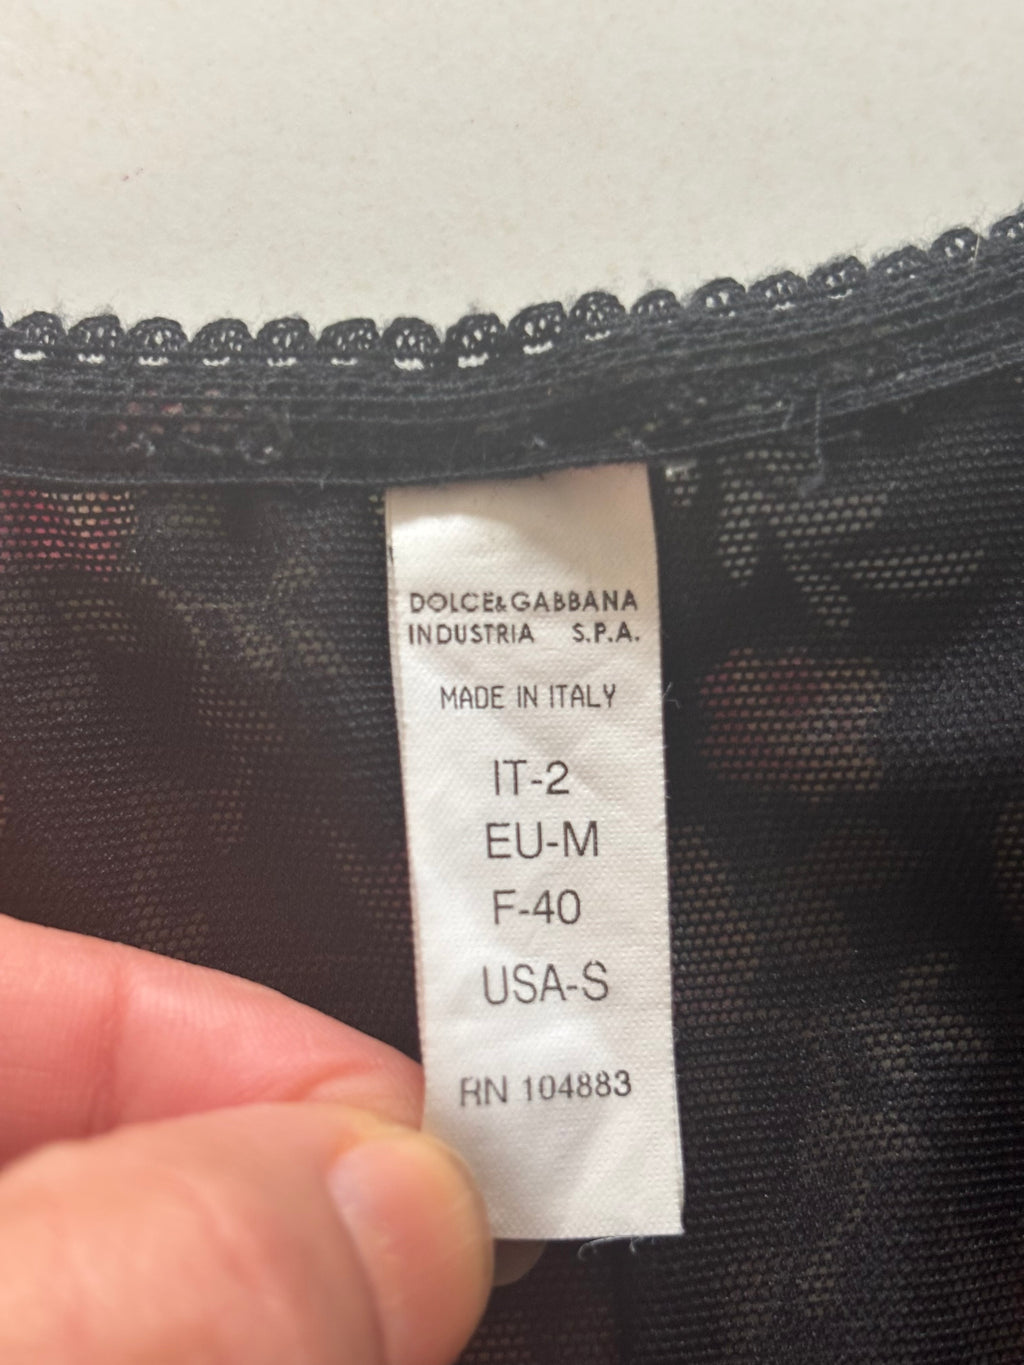 DOLCE&GABBANA
INDUSTRIA S.P.A.
MADE IN ITALY
IT-2
EU-M
F-40
USA-S
RN 104883